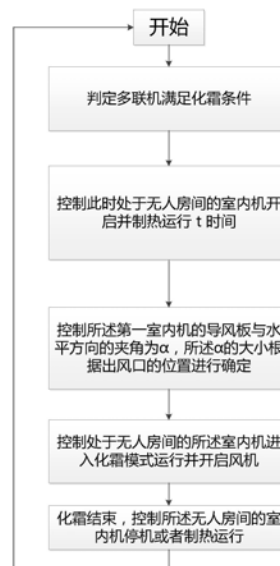 开始
判定多联机满足化霜条件
控制此时处于无人房间的室内机开
启并制热运行 t 时间
控制所述第一室内机的导风板与水
平方向的夹角为α，所述α的大小根
据出风口的位置进行确定
控制处于无人房间的所述室内机进
入化霜模式运行并开启风机
化霜结束，控制所述无人房间的室
内机停机或者制热运行